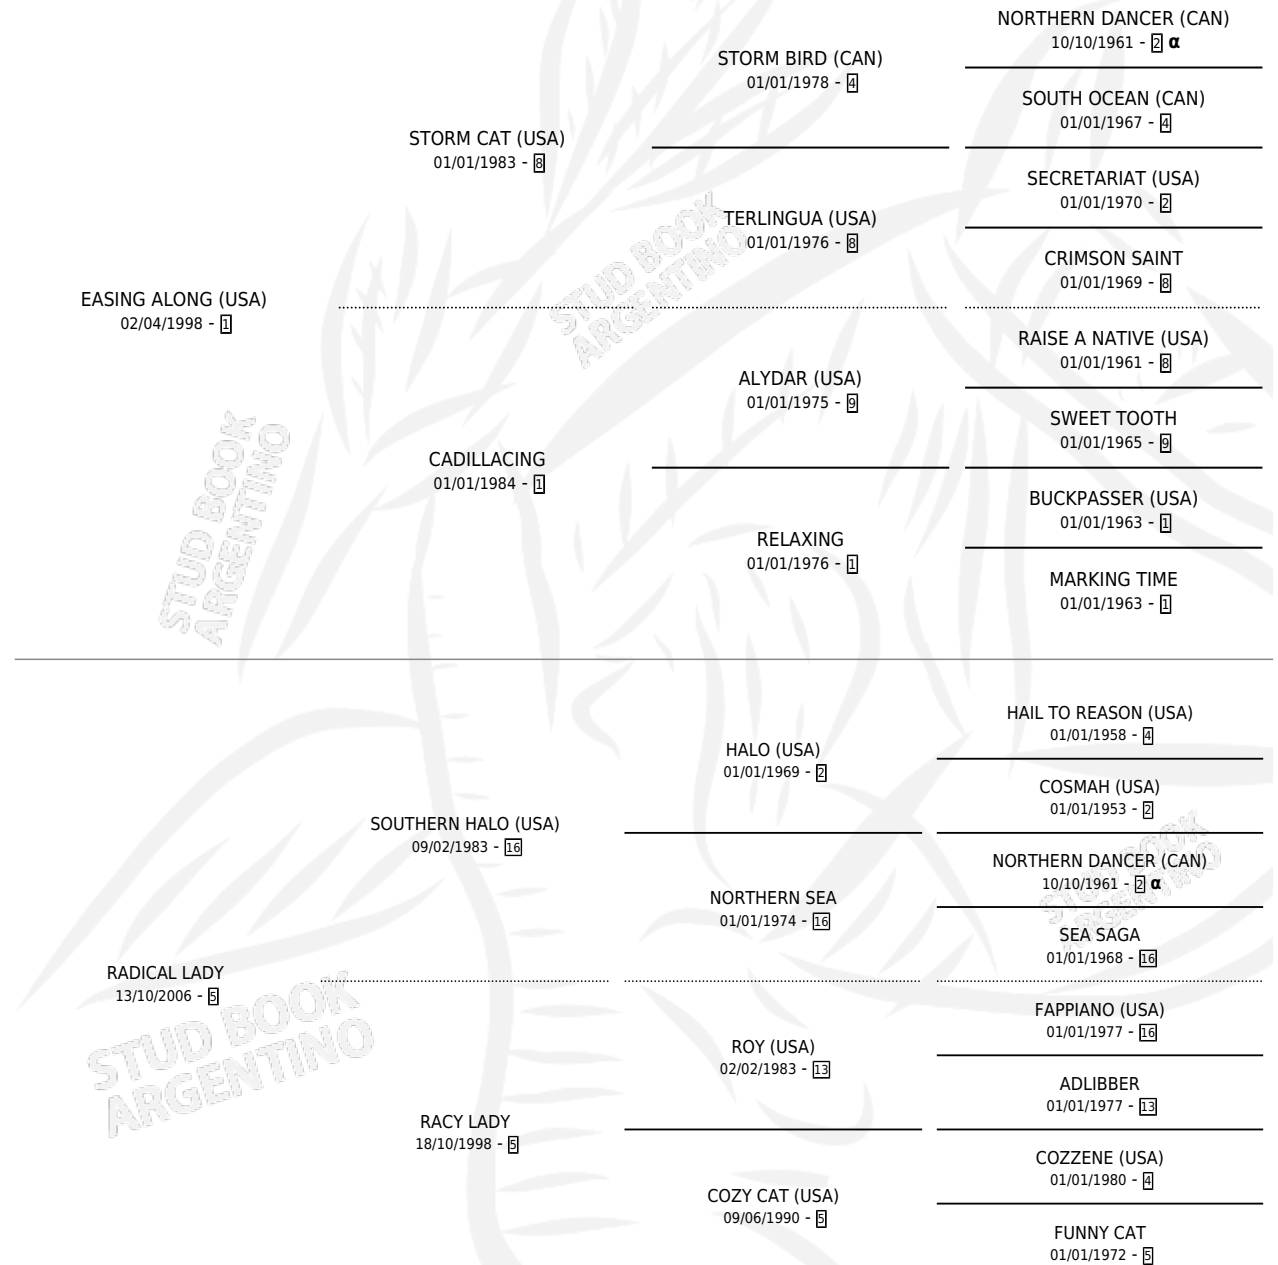 NORTHERN DANCER (CAN)
10/10/1961 - 2 α
STORM BIRD (CAN)
01/01/1978 - 4
SOUTH OCEAN (CAN)
01/01/1967 - 4
STORM CAT (USA)
01/01/1983 - 8
SECRETARIAT (USA)
01/01/1970 - 2
TERLINGUA (USA)
01/01/1976 - 8
CRIMSON SAINT
01/01/1969 - 8
STUD BOOK
ARGENTINO
EASING ALONG (USA)
02/04/1998 - 1
RAISE A NATIVE (USA)
01/01/1961 - 8
ALYDAR (USA)
01/01/1975 - 9
SWEET TOOTH
01/01/1965 - 9
CADILLACING
01/01/1984 - 1
BUCKPASSER (USA)
01/01/1963 - 1
RELAXING
01/01/1976 - 1
MARKING TIME
01/01/1963 - 1
STUD BOOK
ARGENTINO
HAIL TO REASON (USA)
01/01/1958 - 4
HALO (USA)
01/01/1969 - 2
COSMAH (USA)
01/01/1953 - 2
SOUTHERN HALO (USA)
09/02/1983 - 16
NORTHERN DANCER (CAN)
10/10/1961 - 2 α
NORTHERN SEA
01/01/1974 - 16
SEA SAGA
01/01/1968 - 16
STUD BOOK
ARGENTINO
RADICAL LADY
13/10/2006 - 5
FAPPIANO (USA)
01/01/1977 - 16
ROY (USA)
02/02/1983 - 13
ADLIBBER
01/01/1977 - 13
RACY LADY
18/10/1998 - 5
COZZENE (USA)
01/01/1980 - 4
COZY CAT (USA)
09/06/1990 - 5
FUNNY CAT
01/01/1972 - 5
STUD BOOK
ARGENTINO